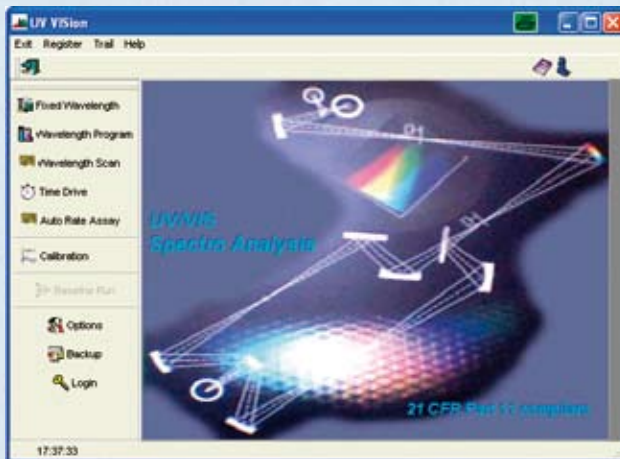 UV ViSion
Exit Register Trail Help
Fixed Wavelength
Wavelength Program
Wavelength Scan
Time Drive
Auto Rate Assay
Calibration
Baseline Run
Options
Backup
Login
UV/VIS
Spectro Analysis
21 CFR Part 11 compliant
17:37:33